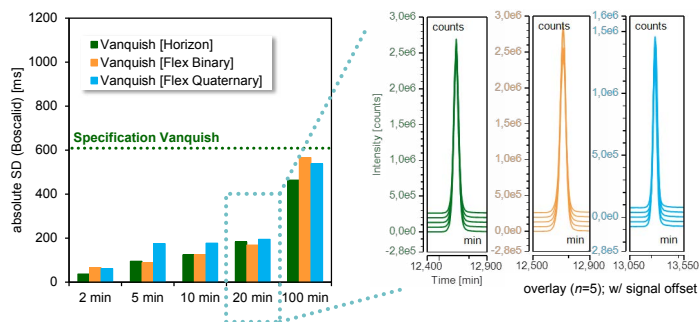 absolute SD (Boscalid) [ms]
1200
1000
800
600
400
200
0
Vanquish [Horizon]
Vanquish [Flex Binary]
Vanquish [Flex Quaternary]
Specification Vanquish
2 min
5 min
10 min
20 min
100 min
Intensity [counts]
3,0e6
2,5e6
2,0e6
1,5e6
1,0e6
5,0e5
0,0e0
-2,8e5
counts
min
12,400
12,900
Time [min]
3,0e6
2,5e6
2,0e6
1,5e6
1,0e6
5,0e5
0,0e0
-2,8e5
counts
min
12,500
12,900
1,6e6
1,5e6
1,0e6
1,5e5
0,0e0
-2,8e5
counts
min
13,050
13,550
overlay (n=5); w/ signal offset